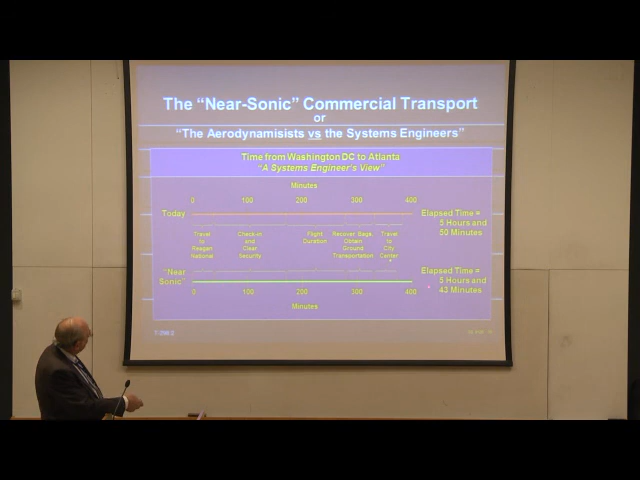 The “Near-Sonic” Commercial Transport
or
“The Aerodynamisists vs the Systems Engineers”
Time from Washington DC to Atlanta
“A Systems Engineer’s View”
Minutes
0 100 200 300 400
Today
Elapsed Time =
5 Hours and
50 Minutes
Travel
to
Reagan
National
Check-in
and
Clear
Security
Flight
Duration
Recover Bags
Obtain
Ground
Transportation
Travel
to
City
Center
“Near
Sonic”
Elapsed Time =
5 Hours and
43 Minutes
0 100 200 300 400
Minutes